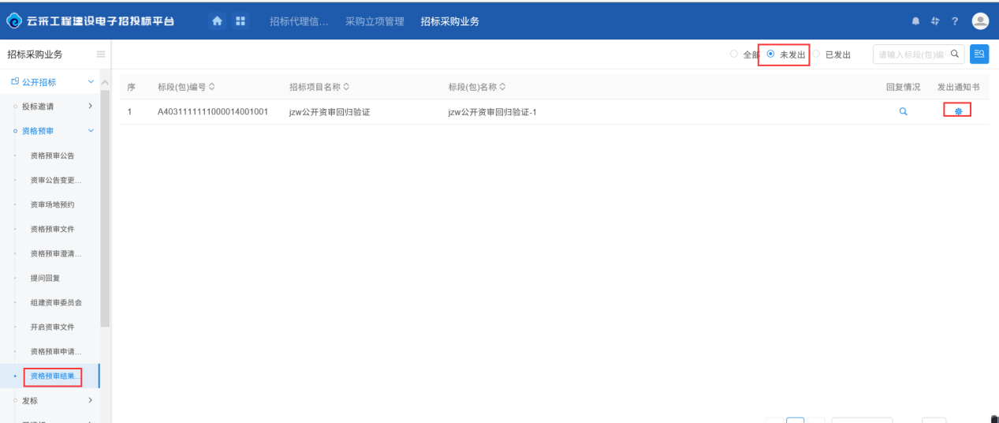 云采工程建设电子招投标平台 招标代理信... 采购立项管理 招标采购业务 ?
招标采购业务 全部 未发出 已发出 请输入标段(包)编
公开招标
序 标段(包)编号 招标项目名称 标段(包)名称 回复情况 发出通知书
投标邀请
1 A4031111111000014001001 jzw公开资审回归验证 jzw公开资审回归验证-1
资格预审
资格预审公告
资审公告变更...
资审场地预约
资格预审文件
资格预审澄清...
提问回复
组建资审委员会
开启资审文件
资格预审申请...
资格预审结果...
发标